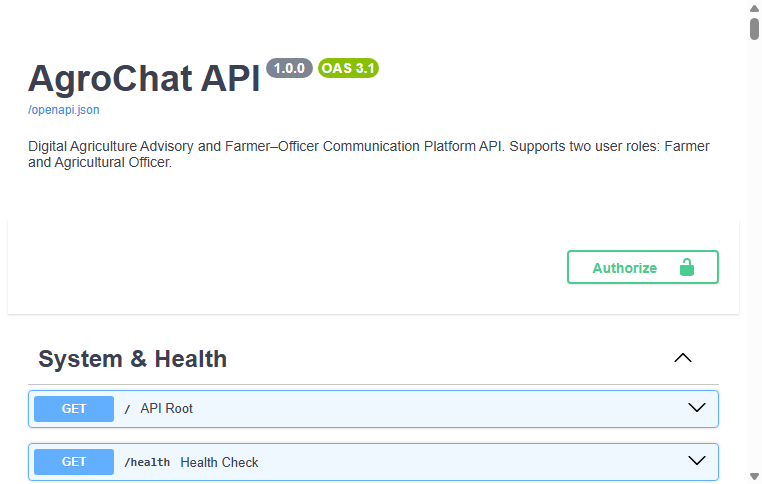 AgroChat API 1.0.0 OAS 3.1
/openapi.json
Digital Agriculture Advisory and Farmer–Officer Communication Platform API. Supports two user roles: Farmer
and Agricultural Officer.
Authorize
System & Health
GET / API Root
GET /health Health Check